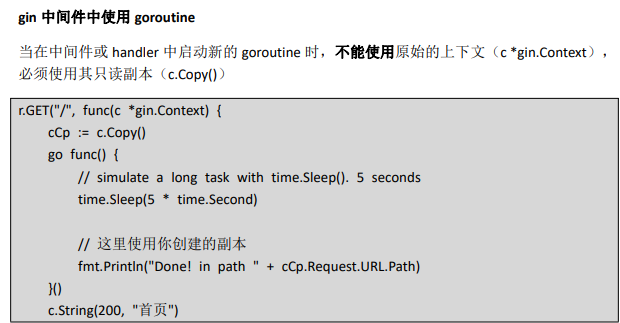 gin 中间件中使用 goroutine
当在中间件或 handler 中启动新的 goroutine 时，不能使用原始的上下文（c *gin.Context），
必须使用其只读副本（c.Copy()）
r.GET("/", func(c *gin.Context) {
    cCp := c.Copy()
    go func() {
        // simulate a long task with time.Sleep(). 5 seconds
        time.Sleep(5 * time.Second)
        // 这里使用你创建的副本
        fmt.Println("Done! in path " + cCp.Request.URL.Path)
    }()
    c.String(200, "首页")